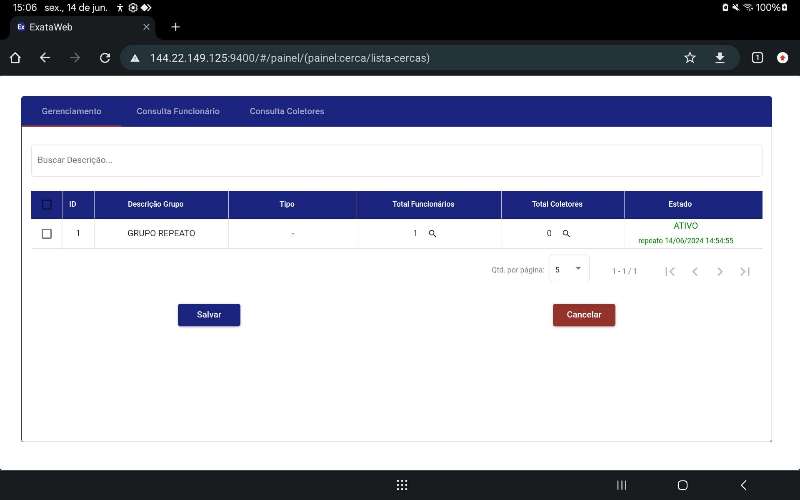 15:06 sex., 14 de jun. 100%
Ex ExataWeb
144.22.149.125:9400/#/painel/(painel:cerca/lista-cercas) 1
Gerenciamento Consulta Funcionário Consulta Coletores
Buscar Descrição...
ID Descrição Grupo Tipo Total Funcionários Total Coletores Estado
1 GRUPO REPEATO - 1 0 ATIVO
repeato 14/06/2024 14:54:55
Qtd. por página: 5 1 - 1 / 1
Salvar Cancelar